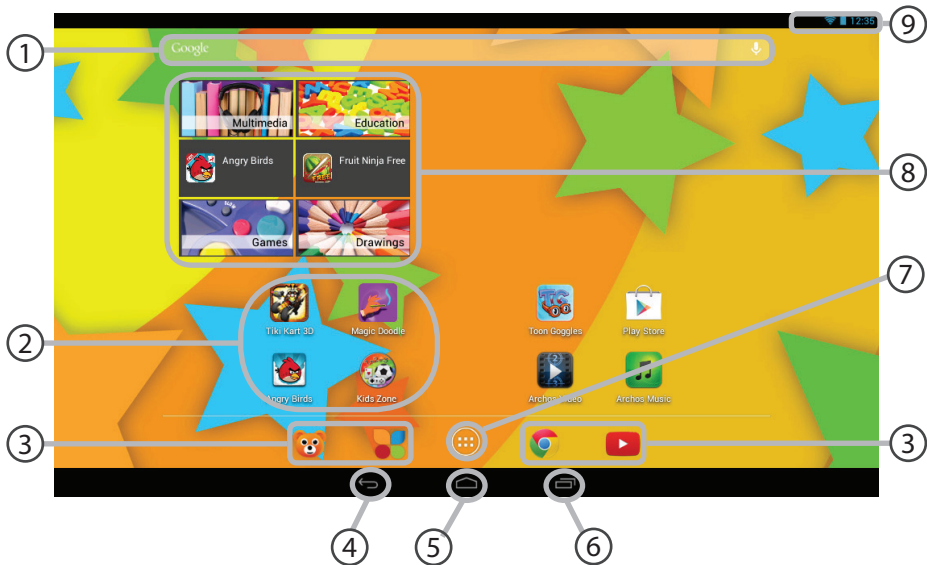 9
12:35
1
Google
Multimedia
Education
Angry Birds
Fruit Ninja Free
FREE
8
Games
Drawings
7
Tiki Kart 3D
Magic Doodle
Toon Goggles
Play Store
2
Angry Birds
Kids Zone
Archos Video
Archos Music
3
3
4
5
6